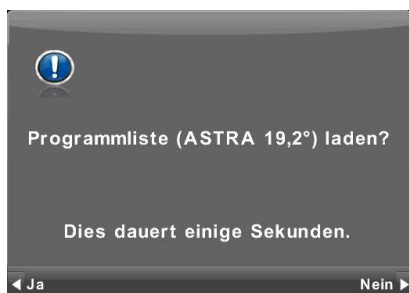 Programmliste (ASTRA 19,2°) laden?
Dies dauert einige Sekunden.
Ja Nein